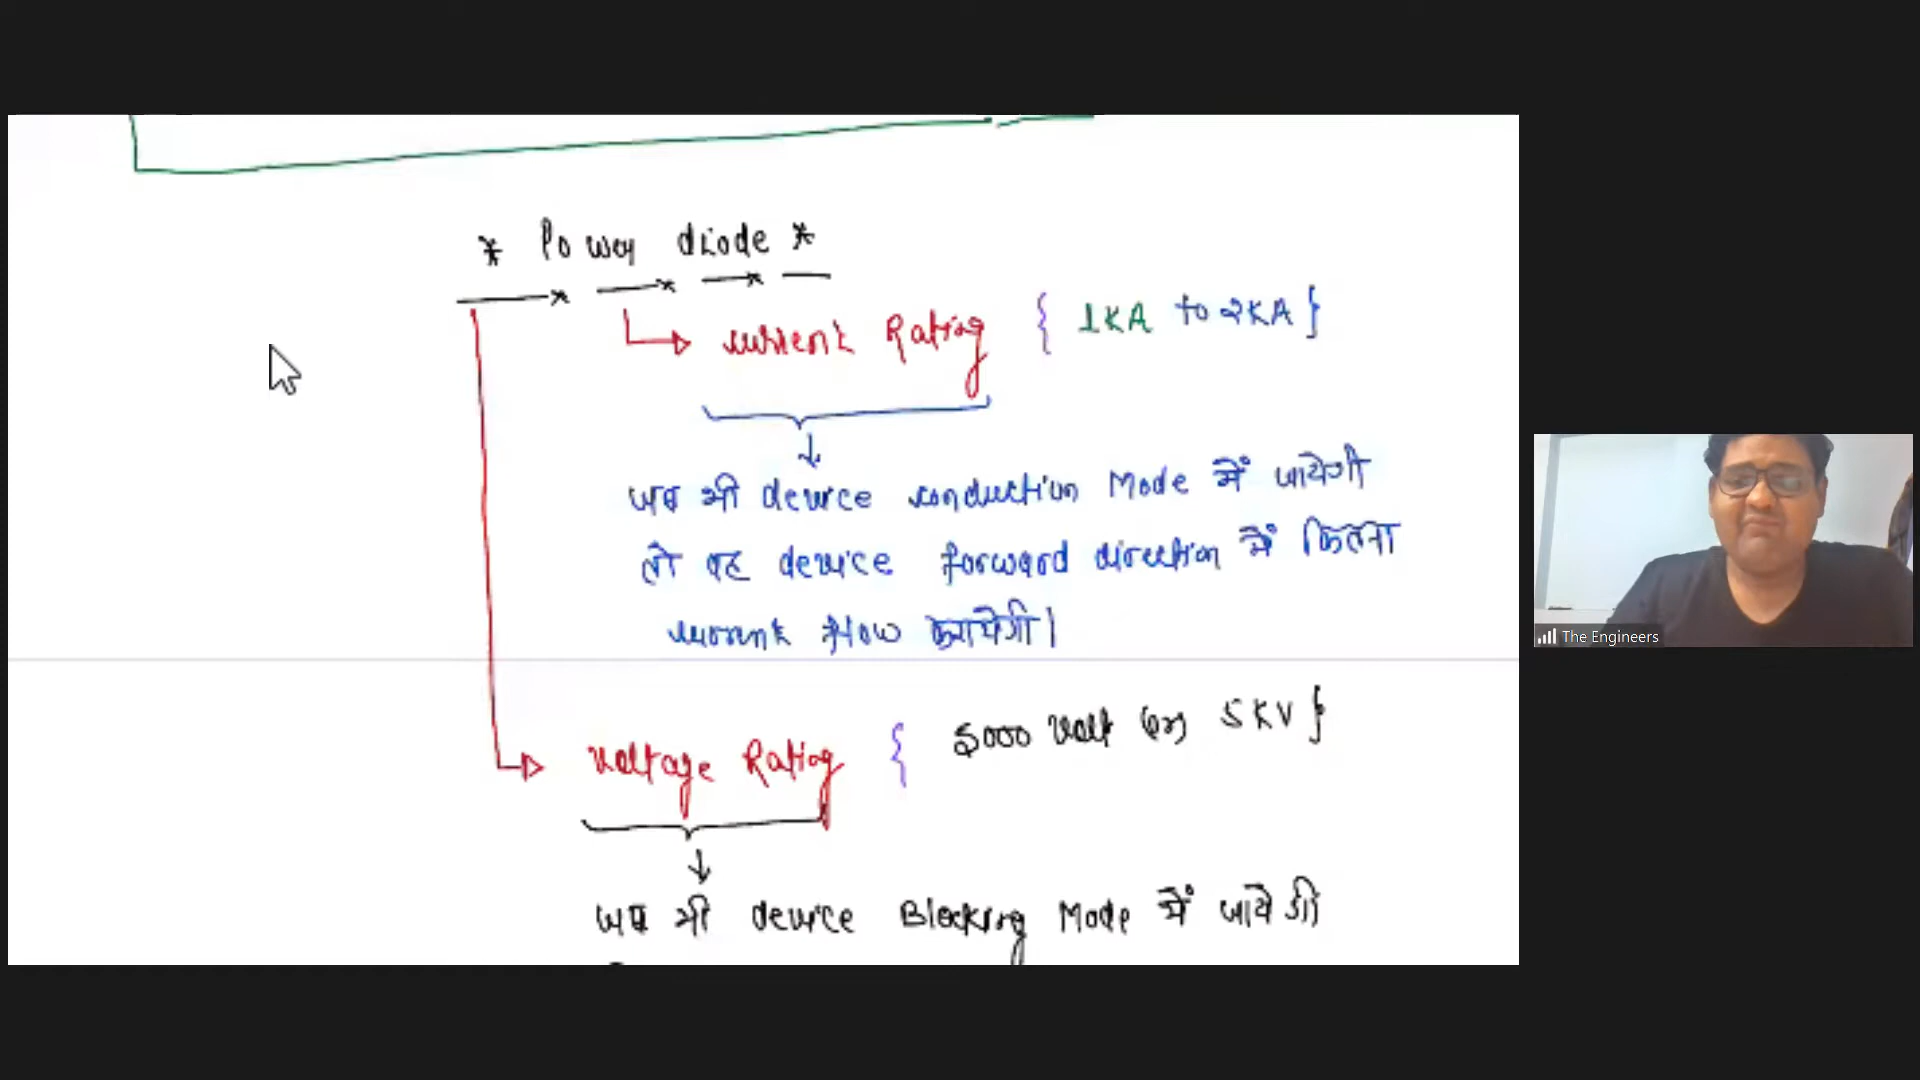 * Power diode *
Current Rating { 1KA to 2KA }
जब भी device conduction Mode में जायेगी
तो वह device forward direction में कितना
current flow करायेगी।
Voltage Rating { 5000 Volt or 5KV }
जब भी device Blocking Mode में जायेगी
The Engineers